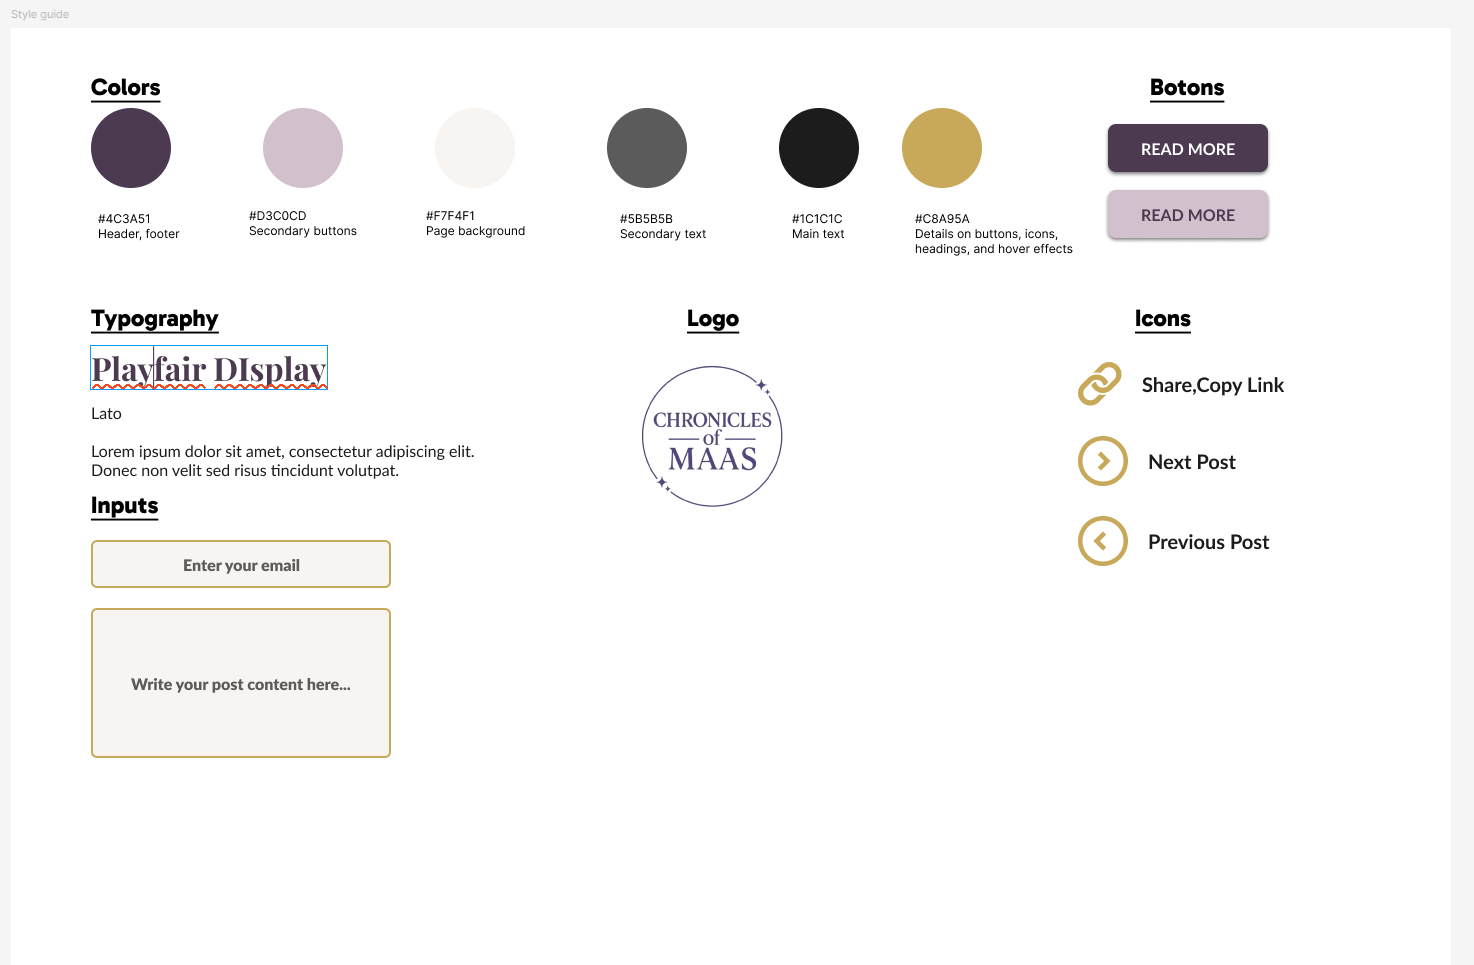 Style guide
Colors
#4C3A51
Header, footer
#D3C0CD
Secondary buttons
#F7F4F1
Page background
#5B5B5B
Secondary text
#1C1C1C
Main text
#C8A95A
Details on buttons, icons,
headings, and hover effects
Botons
READ MORE
READ MORE
Typography
Playfair DIsplay
Lato
Lorem ipsum dolor sit amet, consectetur adipiscing elit.
Donec non velit sed risus tincidunt volutpat.
Inputs
Enter your email
Write your post content here...
Logo
CHRONICLES
of
MAAS
Icons
Share,Copy Link
Next Post
Previous Post